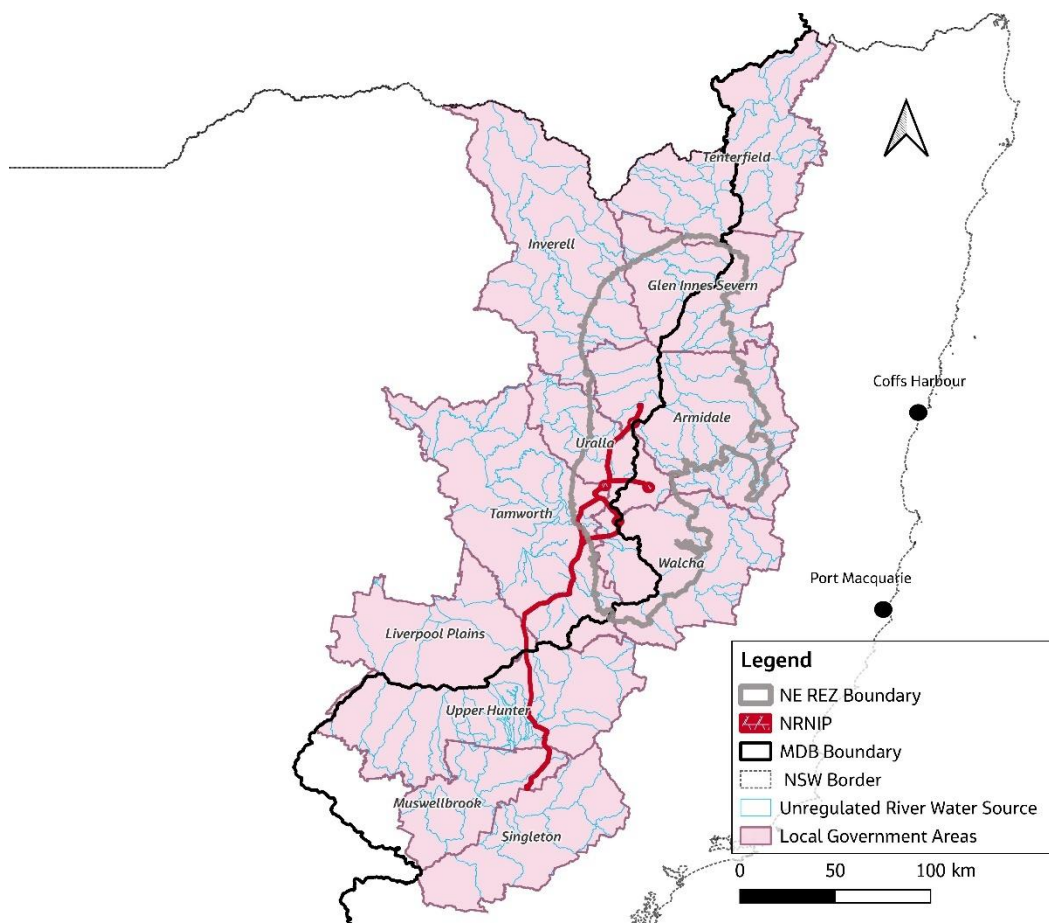 Tenterfield
Inverell
Glen Innes Severn
Coffs Harbour
Armidale
Uralla
Tamworth
Walcha
Port Macquarie
Liverpool Plains
Upper Hunter
Muswellbrook
Singleton
Legend
NE REZ Boundary
NRNIP
MDB Boundary
NSW Border
Unregulated River Water Source
Local Government Areas
0 50 100 km